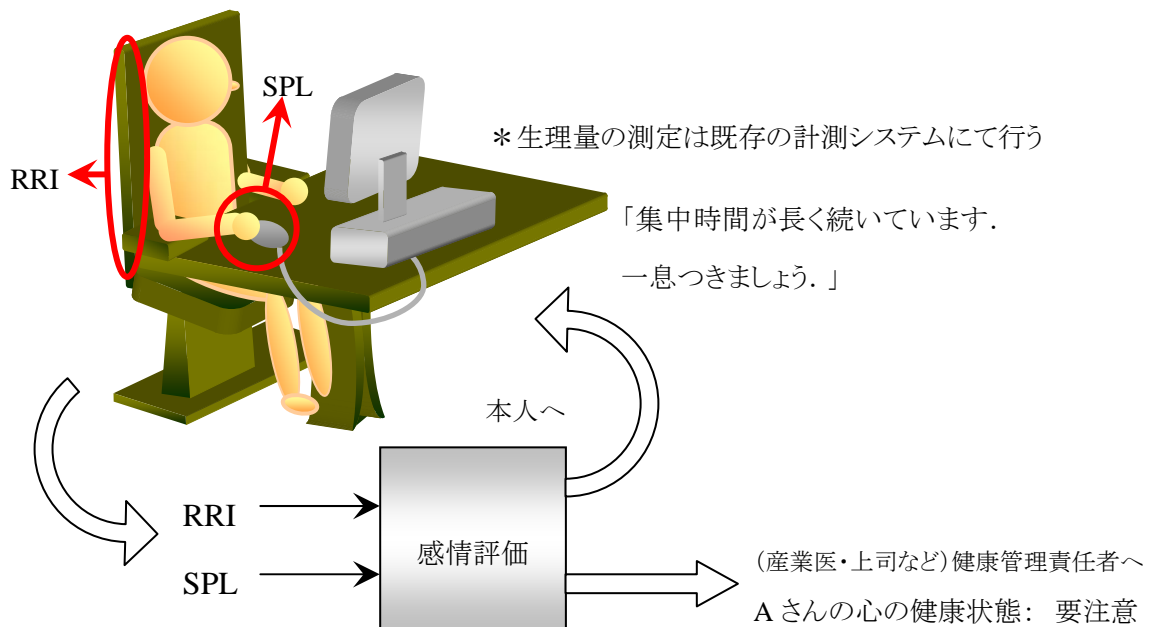 SPL
RRI
＊生理量の測定は既存の計測システムにて行う
「集中時間が長く続いています．
一息つきましょう．」
本人へ
RRI
SPL
感情評価
（産業医・上司など）健康管理責任者へ
Aさんの心の健康状態： 要注意